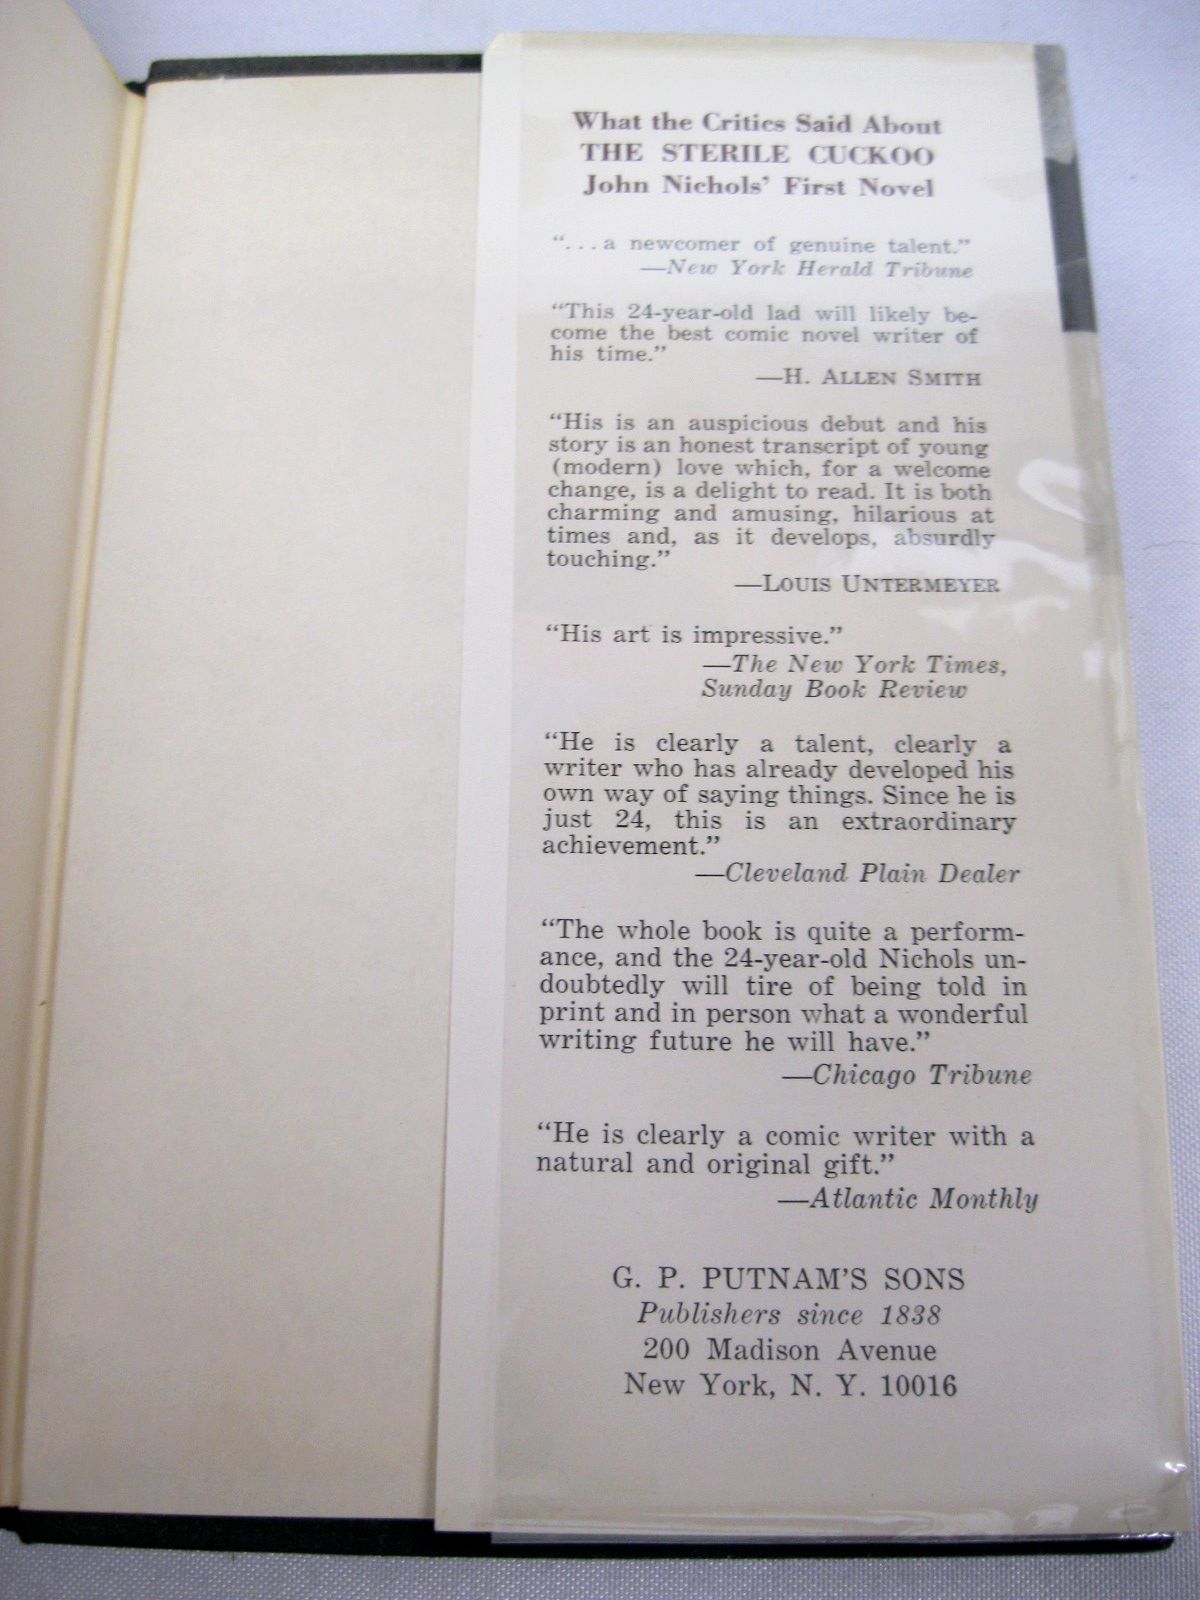 What the Critics Said About
THE STERILE CUCKOO
John Nichols’ First Novel
“. . . a newcomer of genuine talent.”
—New York Herald Tribune
“This 24-year-old lad will likely be-
come the best comic novel writer of
his time.”
—H. ALLEN SMITH
“His is an auspicious debut and his
story is an honest transcript of young
(modern) love which, for a welcome
change, is a delight to read. It is both
charming and amusing, hilarious at
times and, as it develops, absurdly
touching.”
—LOUIS UNTERMEYER
“His art is impressive.”
—The New York Times,
Sunday Book Review
“He is clearly a talent, clearly a
writer who has already developed his
own way of saying things. Since he is
just 24, this is an extraordinary
achievement.”
—Cleveland Plain Dealer
“The whole book is quite a perform-
ance, and the 24-year-old Nichols un-
doubtedly will tire of being told in
print and in person what a wonderful
writing future he will have.”
—Chicago Tribune
“He is clearly a comic writer with a
natural and original gift.”
—Atlantic Monthly
G. P. PUTNAM’S SONS
Publishers since 1838
200 Madison Avenue
New York, N. Y. 10016